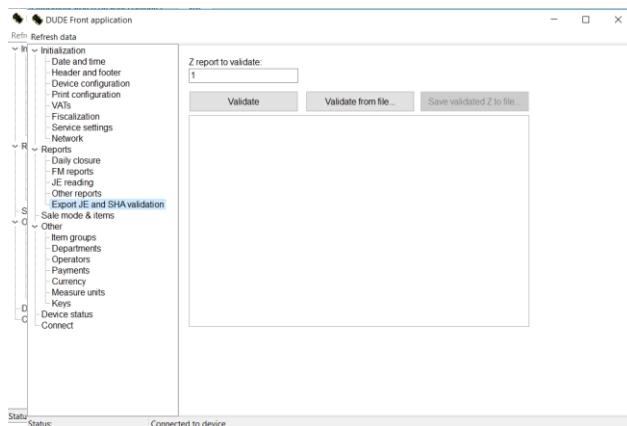 DUDE Front application
Refn
Refresh data
In
Initialization
Date and time
Header and footer
Device configuration
Print configuration
VATs
Fiscalization
Service settings
Network
R
Reports
Daily closure
FM reports
JE reading
Other reports
Export JE and SHA validation
S
Sale mode & items
O
Other
Item groups
Departments
Operators
Payments
Currency
Measure units
Keys
D
Device status
C
Connect
Z report to validate:
1
Validate
Validate from file...
Save validated Z to file...
Statu
Status:
Connected to device